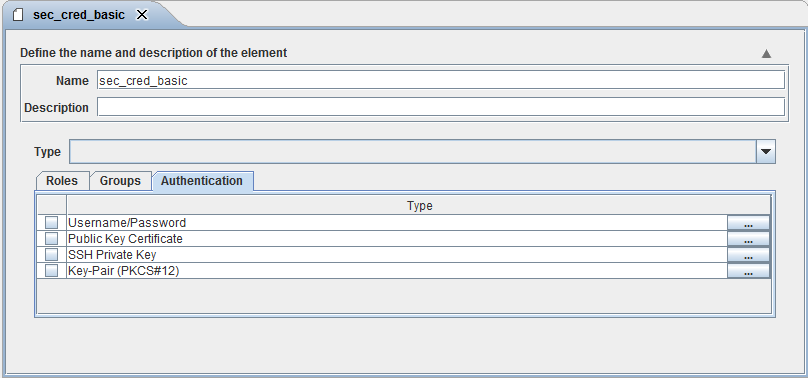 sec_cred_basic
Define the name and description of the element
Name sec_cred_basic
Description
Type
Roles Groups Authentication
Type
Username/Password ...
Public Key Certificate ...
SSH Private Key ...
Key-Pair (PKCS#12) ...